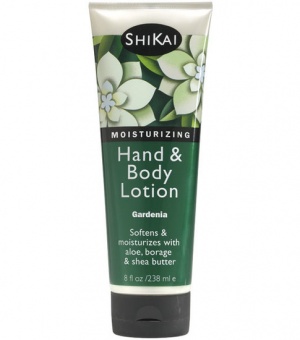 SHIKAI
MOISTURIZING
Hand &
Body
Lotion
Gardenia
Softens &
moisturizes with
aloe, borage
& shea butter
8 fl oz/238 ml e